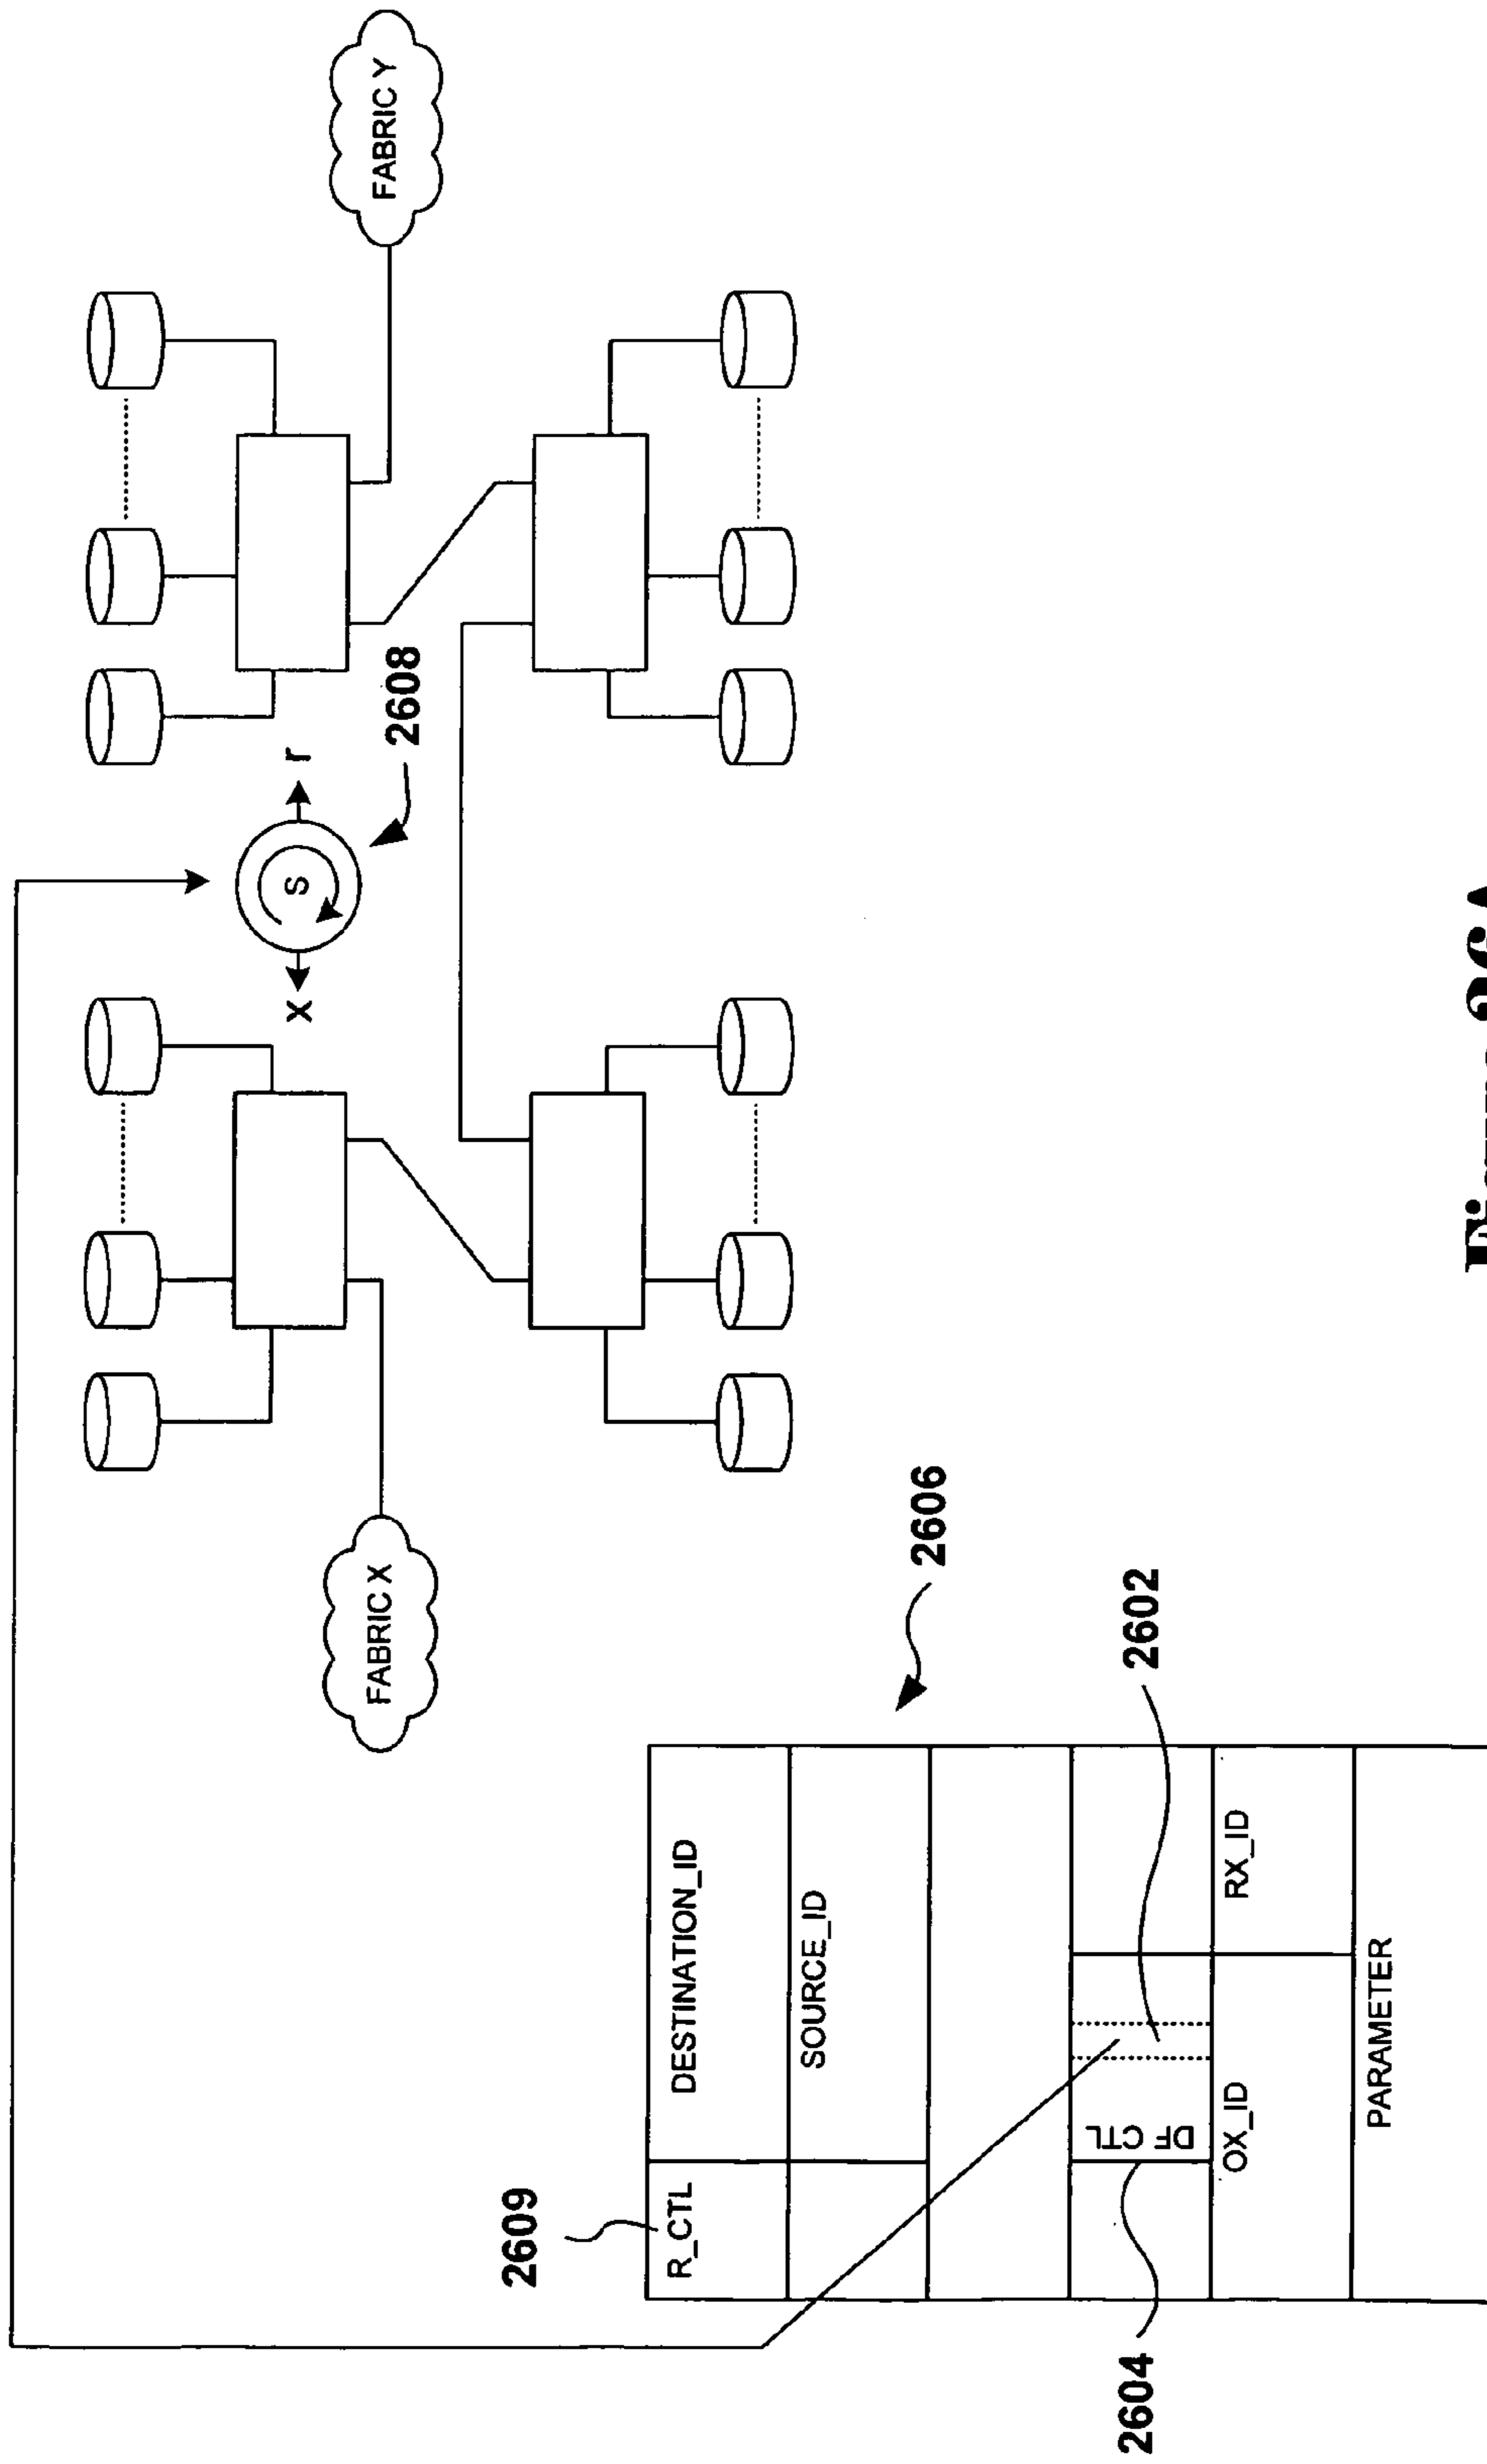 FABRIC X
X
S
r
2608
FABRIC Y
2606
2609
R_CTL
DESTINATION_ID
SOURCE_ID
2604
DF CTL
2602
OX_ID
RX_ID
PARAMETER